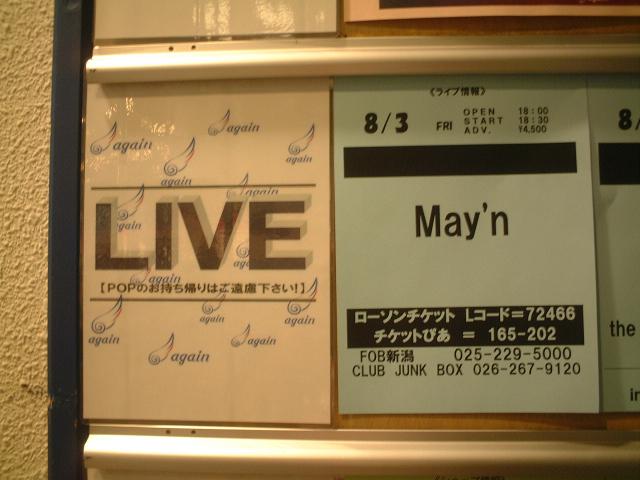 again
again
again
again
again
again
LIVE
again
again
【POPのお持ち帰りはご遠慮下さい!】
again
again
again
again
again
《ライブ情報》
8/3 FRI OPEN 18:00
START 18:30
ADV. ¥4,500
May'n
ローソンチケット Lコード=72466
チケットぴあ = 165-202
FOB新潟 025-229-5000
CLUB JUNK BOX 026-267-9120
8/
the